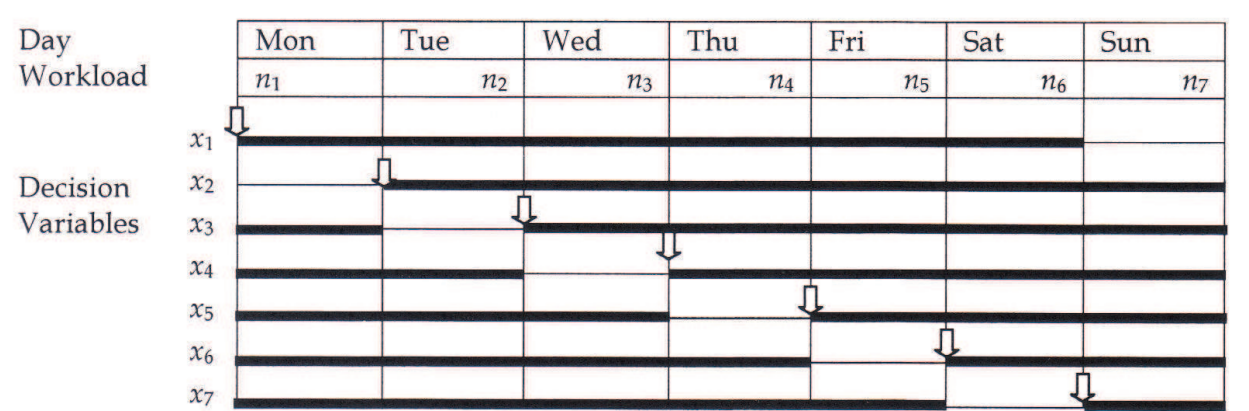 Day Mon Tue Wed Thu Fri Sat Sun
Workload n1 n2 n3 n4 n5 n6 n7
x1
Decision x2
Variables x3
x4
x5
x6
x7